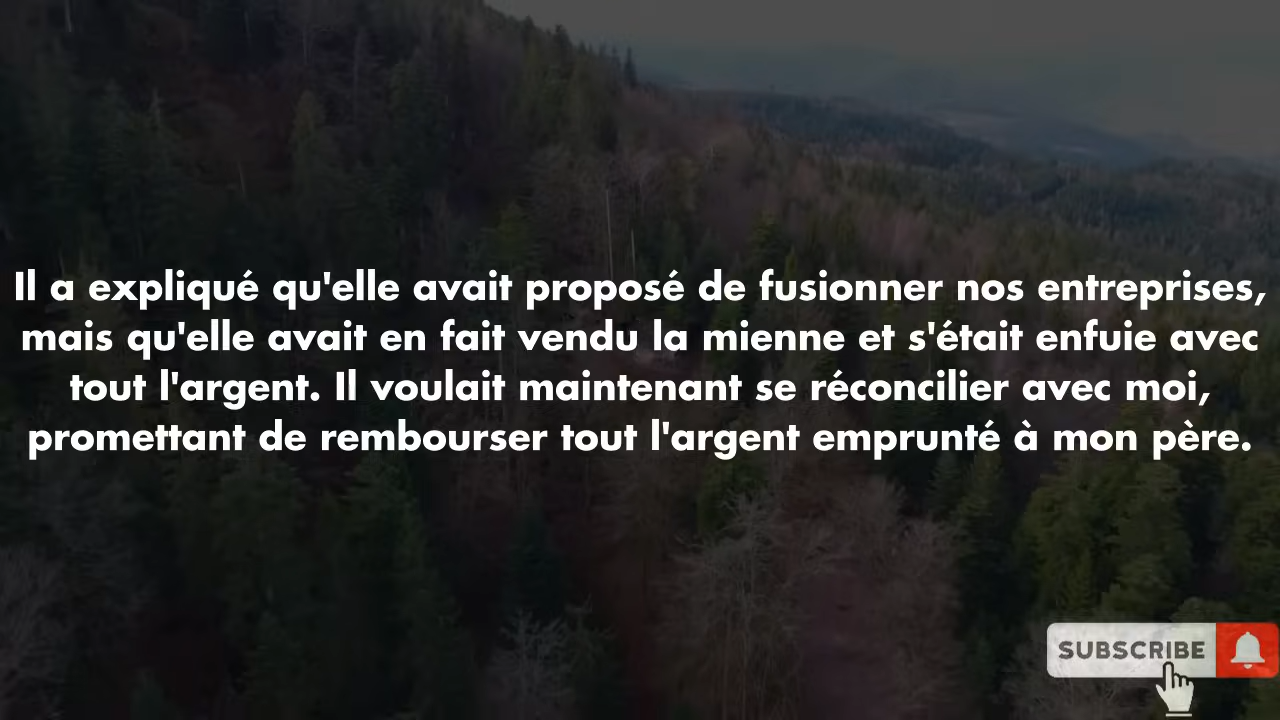 Il a expliqué qu'elle avait proposé de fusionner nos entreprises,
mais qu'elle avait en fait vendu la mienne et s'était enfuie avec
tout l'argent. Il voulait maintenant se réconcilier avec moi,
promettant de rembourser tout l'argent emprunté à mon père.
SUBSCRIBE